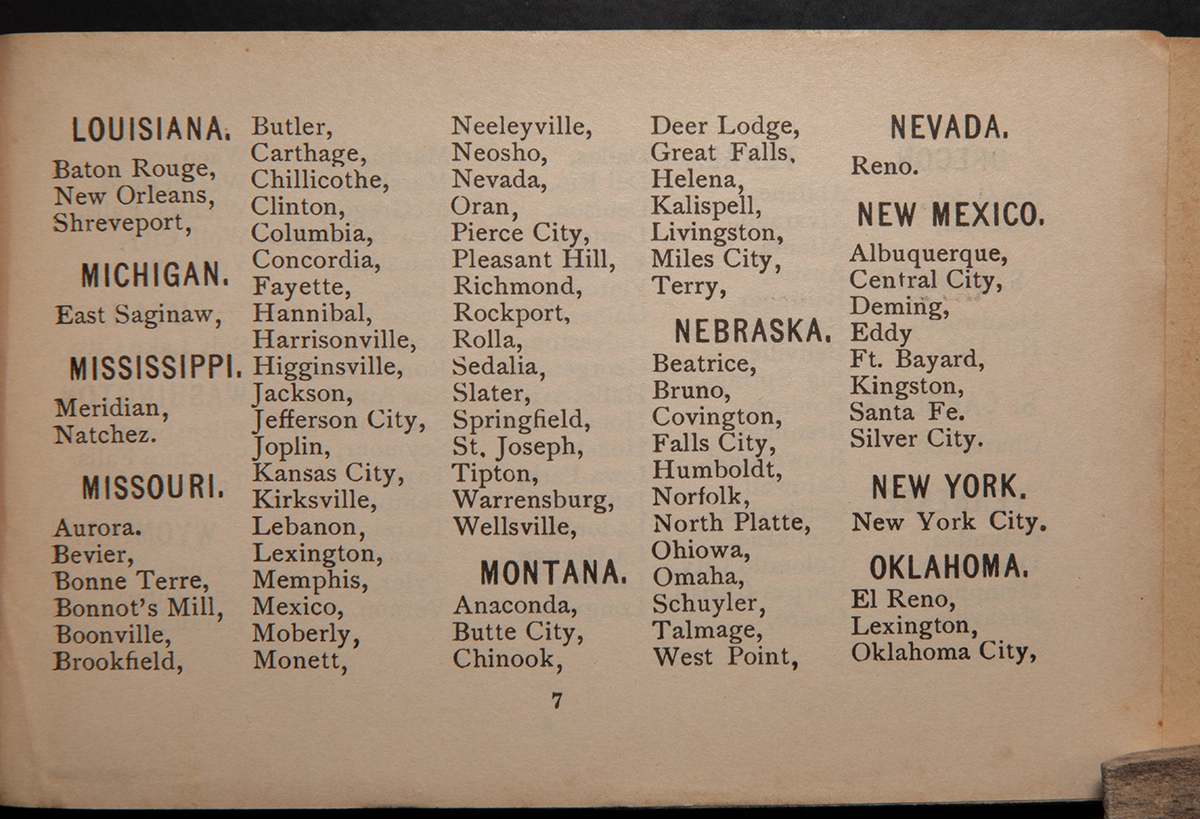 LOUISIANA.
Baton Rouge,
New Orleans,
Shreveport,
MICHIGAN.
East Saginaw,
MISSISSIPPI.
Meridian,
Natchez.
MISSOURI.
Aurora.
Bevier,
Bonne Terre,
Bonnot's Mill,
Boonville,
Brookfield,
Butler,
Carthage,
Chillicothe,
Clinton,
Columbia,
Concordia,
Fayette,
Hannibal,
Harrisonville,
Higginsville,
Jackson,
Jefferson City,
Joplin,
Kansas City,
Kirksville,
Lebanon,
Lexington,
Memphis,
Mexico,
Moberly,
Monett,
Neeleyville,
Neosho,
Nevada,
Oran,
Pierce City,
Pleasant Hill,
Richmond,
Rockport,
Rolla,
Sedalia,
Slater,
Springfield,
St. Joseph,
Tipton,
Warrensburg,
Wellsville,
MONTANA.
Anaconda,
Butte City,
Chinook,
Deer Lodge,
Great Falls,
Helena,
Kalispell,
Livingston,
Miles City,
Terry,
NEBRASKA.
Beatrice,
Bruno,
Covington,
Falls City,
Humboldt,
Norfolk,
North Platte,
Ohiowa,
Omaha,
Schuyler,
Talmage,
West Point,
NEVADA.
Reno.
NEW MEXICO.
Albuquerque,
Central City,
Deming,
Eddy
Ft. Bayard,
Kingston,
Santa Fe.
Silver City.
NEW YORK.
New York City.
OKLAHOMA.
El Reno,
Lexington,
Oklahoma City,
7